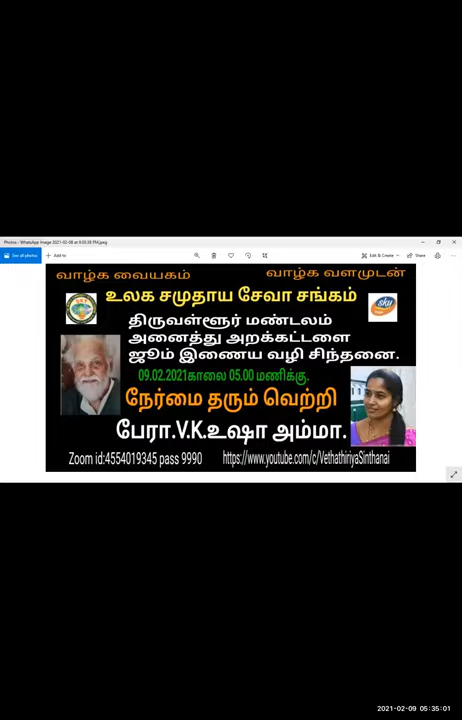 Photos - WhatsApp Image 2021-02-08 at 9.03.38 PM.jpeg
See all photos + Add to Edit & Create Share
வாழ்க வையகம் வாழ்க வளமுடன்
உலக சமுதாய சேவா சங்கம்
sky
திருவள்ளூர் மண்டலம்
அனைத்து அறக்கட்டளை
ஜூம் இணைய வழி சிந்தனை.
09.02.2021காலை 05.00 மணிக்கு.
நேர்மை தரும் வெற்றி
பேரா.V.K.உஷா அம்மா.
Zoom id:4554019345 pass 9990 https://www.youtube.com/c/VethathiriyaSinthanai
2021-02-09 05:35:01